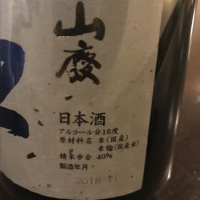 山廃
日本酒
アルコール分16度
原材料名 米(国産)
米麹(国産米)
精米歩合 40%
製造年月